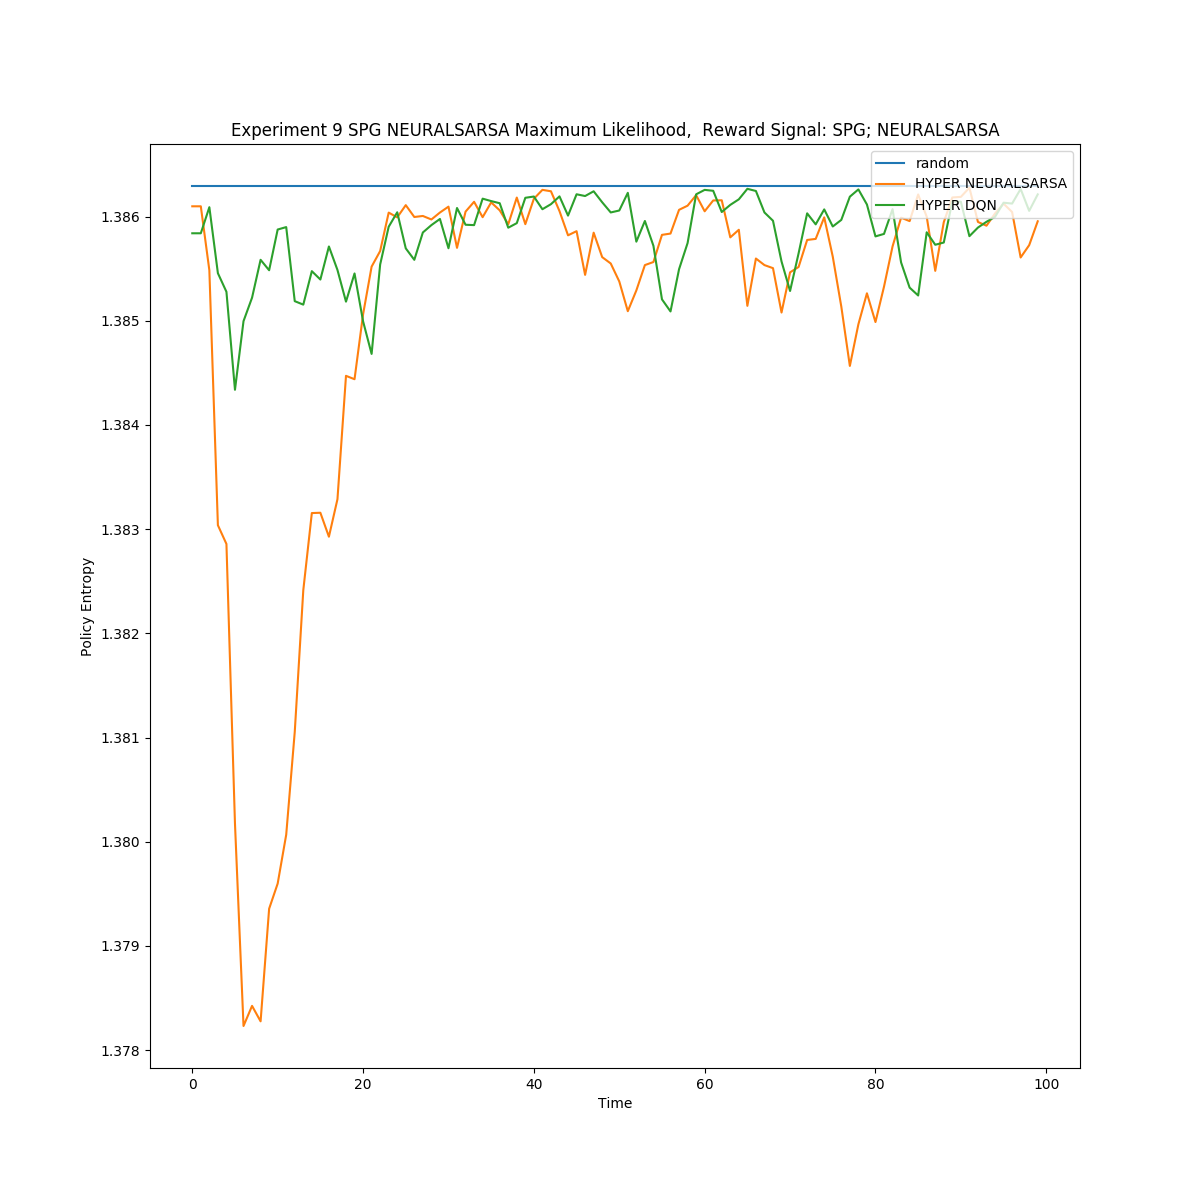 Experiment 9 SPG NEURALSARSA Maximum Likelihood,  Reward Signal: SPG; NEURALSARSA
random
HYPER NEURALSARSA
HYPER DQN
1.386
1.385
1.384
1.383
1.382
1.381
1.380
1.379
1.378
Policy Entropy
0 20 40 60 80 100
Time